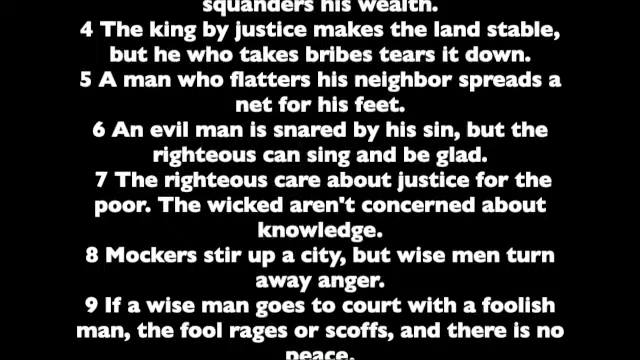 squanders his wealth.
4 The king by justice makes the land stable,
but he who takes bribes tears it down.
5 A man who flatters his neighbor spreads a
net for his feet.
6 An evil man is snared by his sin, but the
righteous can sing and be glad.
7 The righteous care about justice for the
poor. The wicked aren't concerned about
knowledge.
8 Mockers stir up a city, but wise men turn
away anger.
9 If a wise man goes to court with a foolish
man, the fool rages or scoffs, and there is no
peace.